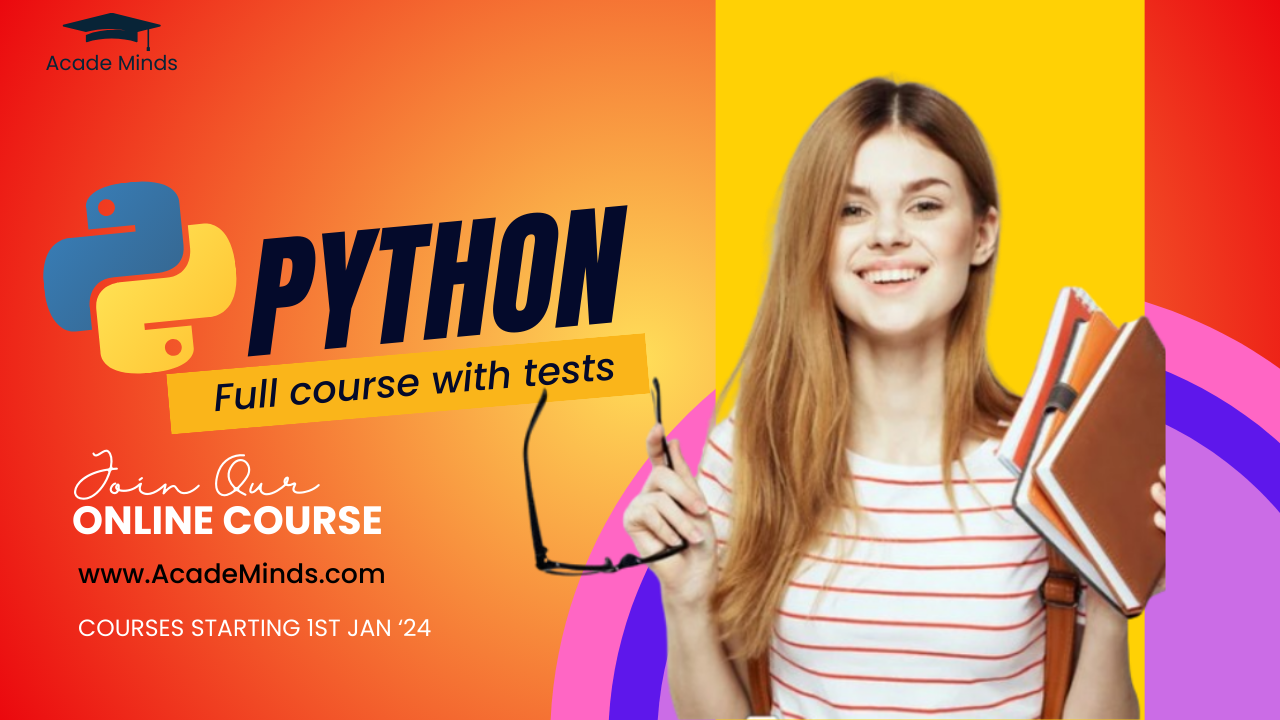 Acade Minds
PYTHON
Full course with tests
Join Our
ONLINE COURSE
www.AcadeMinds.com
COURSES STARTING 1ST JAN ‘24